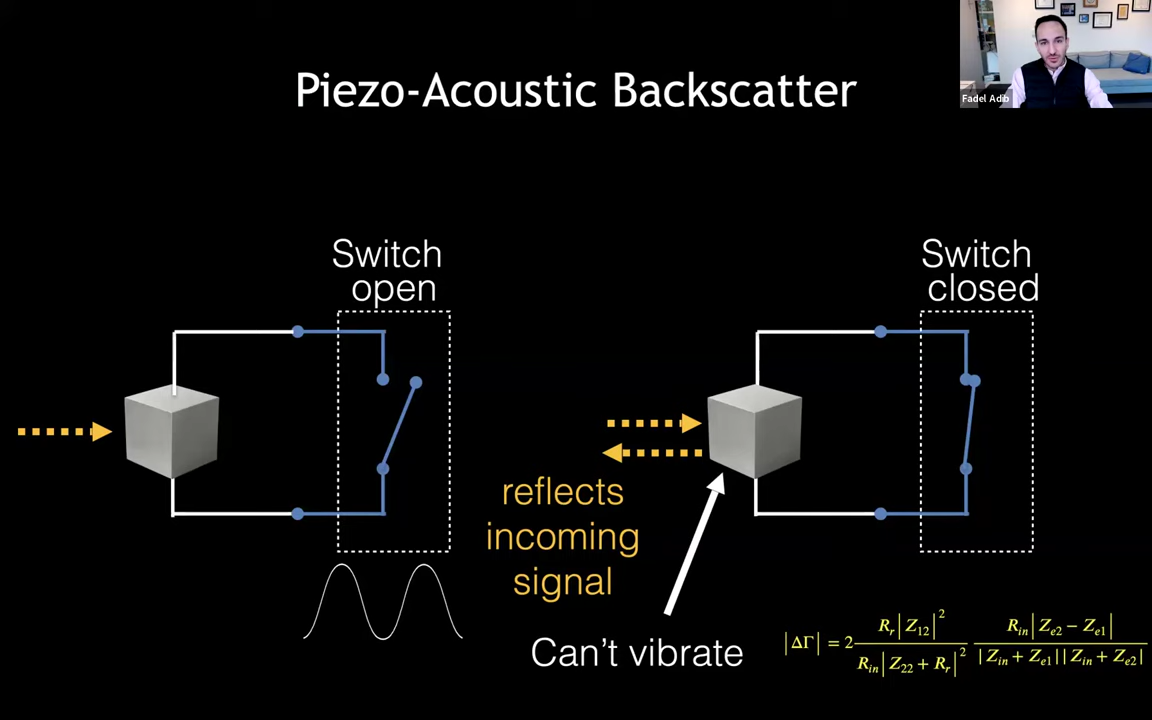 Piezo-Acoustic Backscatter
Fadel Adib
Switch
open
Switch
closed
reflects
incoming
signal
Can't vibrate
|ΔΓ| = 2 R_r|Z_12|^2 / R_in|Z_22 + R_r|^2 R_in|Z_e2 − Z_e1| / |Z_in + Z_e1||Z_in + Z_e2|